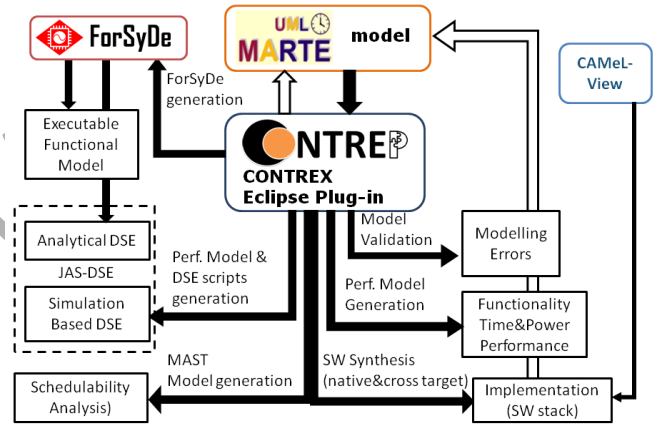 ForSyDe
UML
MARTE
model
CAMeL-
View
ForSyDe
generation
Executable
Functional
Model
CONTREP
CONTREX
Eclipse Plug-in
Model
Validation
Modelling
Errors
Analytical DSE
JAS-DSE
Simulation
Based DSE
Perf. Model &
DSE scripts
generation
Perf. Model
Generation
Functionality
Time&Power
Performance
MAST
Model generation
SW Synthesis
(native&cross target)
Schedulability
Analysis)
Implementation
(SW stack)